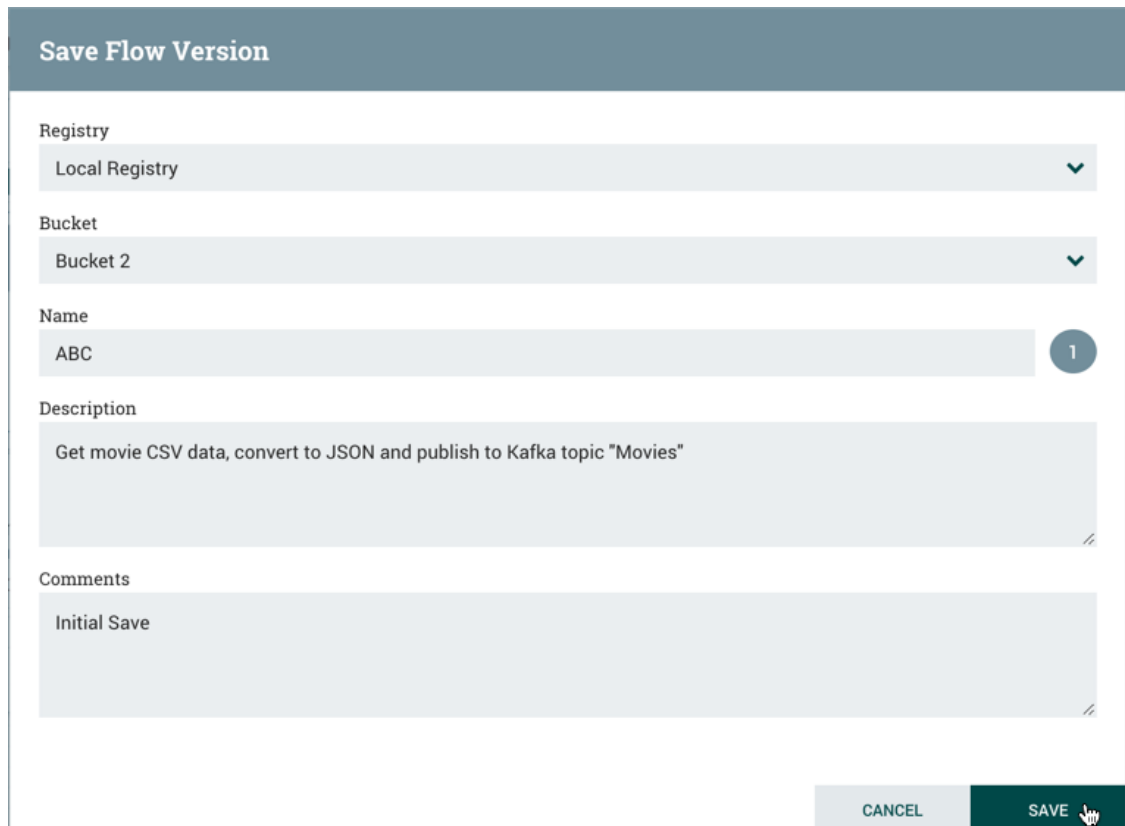 Save Flow Version
Registry
Local Registry
Bucket
Bucket 2
Name
ABC
1
Description
Get movie CSV data, convert to JSON and publish to Kafka topic "Movies"
Comments
Initial Save
CANCEL
SAVE